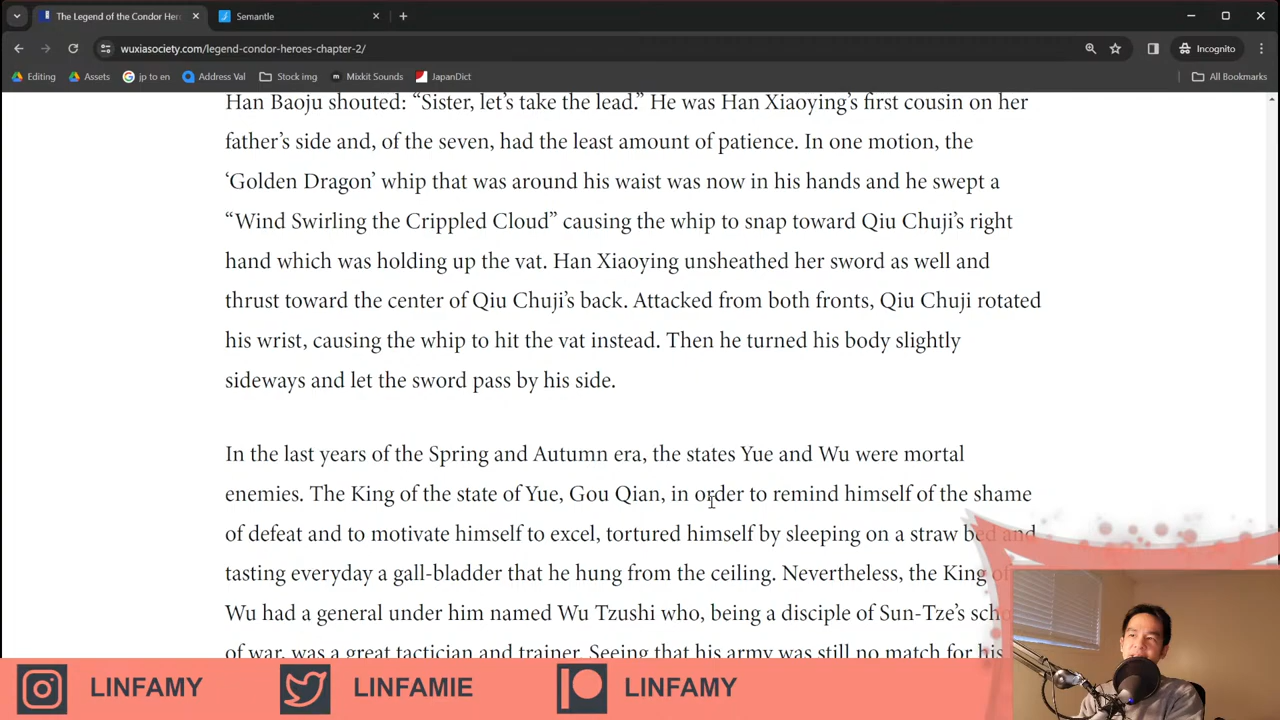 The Legend of the Condor Her
Semantle
wuxiasociety.com/legend-condor-heroes-chapter-2/
Incognito
Editing
Assets
jp to en
Address Val
Stock img
Mixkit Sounds
JapanDict
All Bookmarks
Han Baoju shouted: “Sister, let’s take the lead.” He was Han Xiaoying’s first cousin on her
father’s side and, of the seven, had the least amount of patience. In one motion, the
‘Golden Dragon’ whip that was around his waist was now in his hands and he swept a
“Wind Swirling the Crippled Cloud” causing the whip to snap toward Qiu Chuji’s right
hand which was holding up the vat. Han Xiaoying unsheathed her sword as well and
thrust toward the center of Qiu Chuji’s back. Attacked from both fronts, Qiu Chuji rotated
his wrist, causing the whip to hit the vat instead. Then he turned his body slightly
sideways and let the sword pass by his side.
In the last years of the Spring and Autumn era, the states Yue and Wu were mortal
enemies. The King of the state of Yue, Gou Qian, in order to remind himself of the shame
of defeat and to motivate himself to excel, tortured himself by sleeping on a straw bed and
tasting everyday a gall-bladder that he hung from the ceiling. Nevertheless, the King of
Wu had a general under him named Wu Tzushi who, being a disciple of Sun-Tze’s scho
of war, was a great tactician and trainer. Seeing that his army was still no match for his
LINFAMY
LINFAMIE
LINFAMY